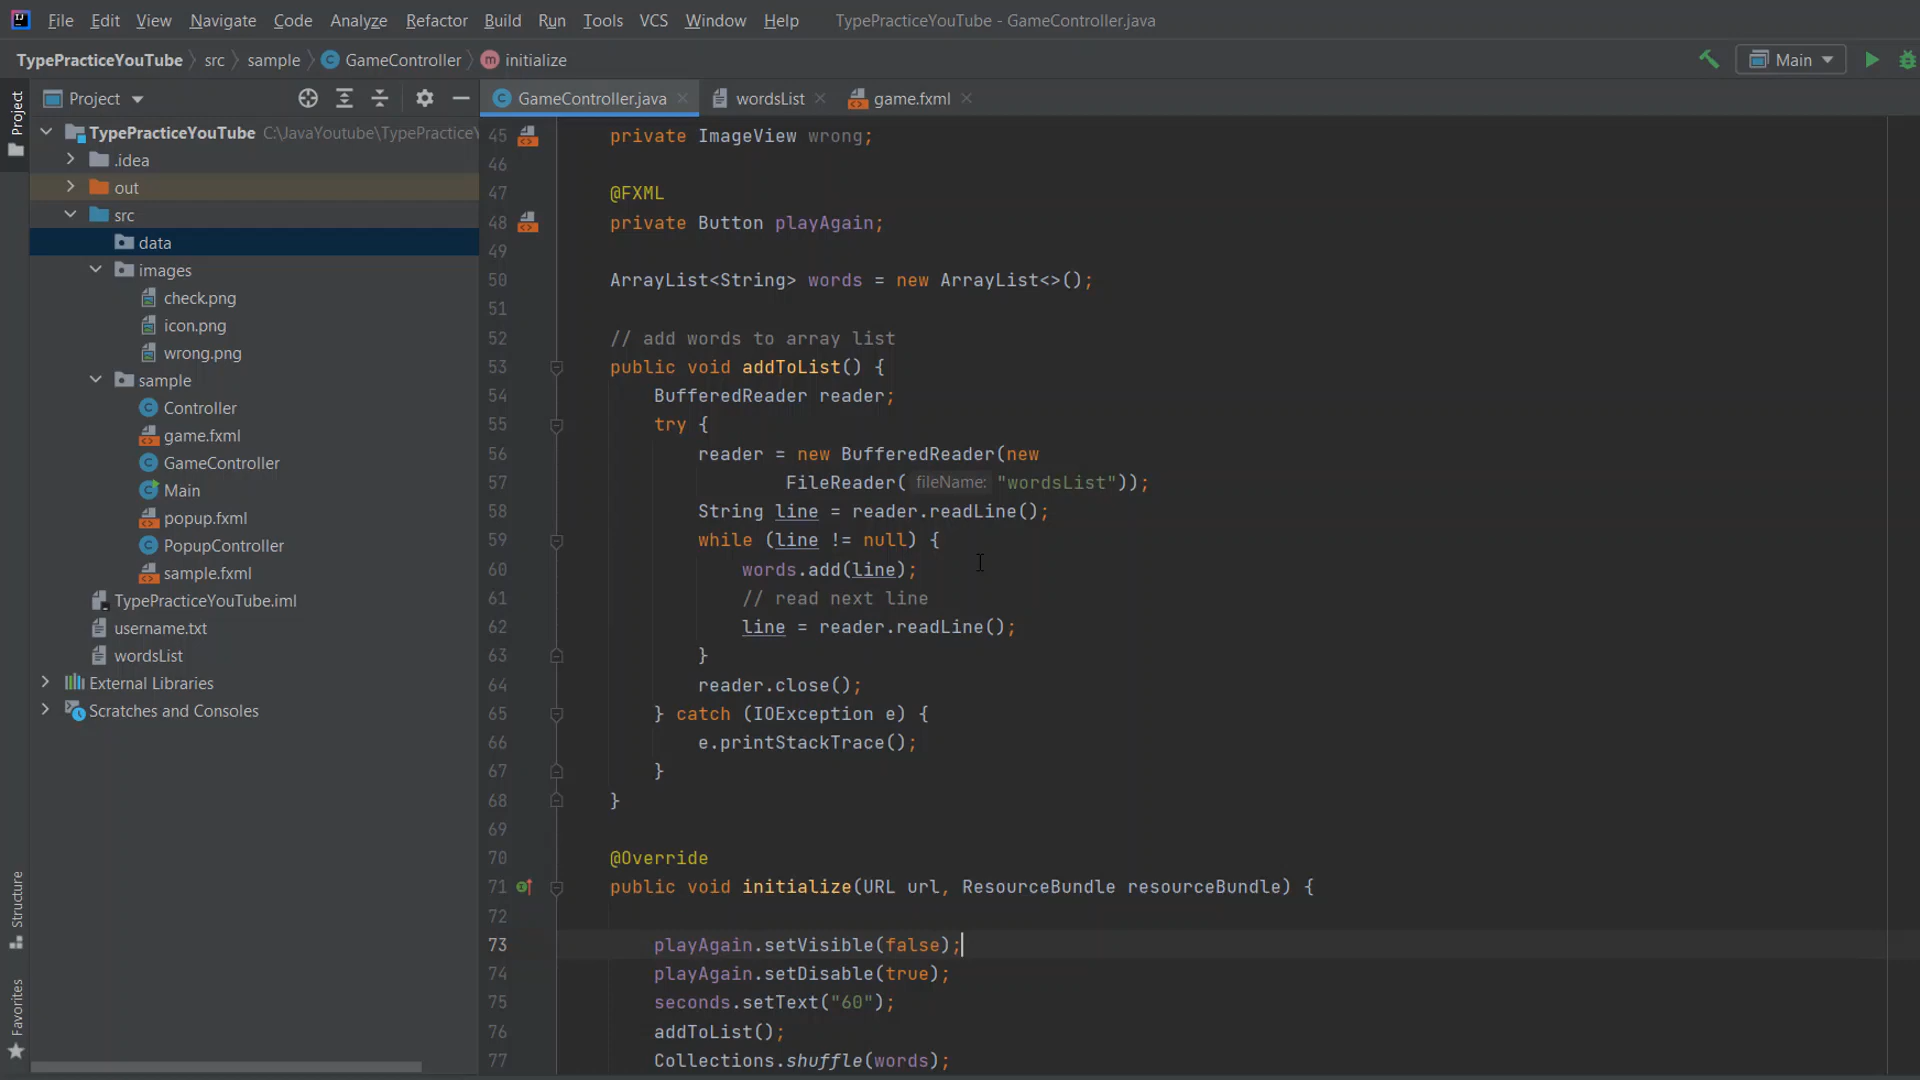 File Edit View Navigate Code Analyze Refactor Build Run Tools VCS Window Help TypePracticeYouTube - GameController.java
TypePracticeYouTube src sample GameController initialize Main
Project
Project
GameController.java wordsList game.fxml
TypePracticeYouTube C:\JavaYoutube\TypePractice
.idea
out
src
data
images
check.png
icon.png
wrong.png
sample
Controller
game.fxml
GameController
Main
popup.fxml
PopupController
sample.fxml
TypePracticeYouTube.iml
username.txt
wordsList
External Libraries
Scratches and Consoles
Structure
Favorites
45 private ImageView wrong;
46
47 @FXML
48 private Button playAgain;
49
50 ArrayList<String> words = new ArrayList<>();
51
52 // add words to array list
53 public void addToList() {
54 BufferedReader reader;
55 try {
56 reader = new BufferedReader(new
57 FileReader( fileName: "wordsList"));
58 String line = reader.readLine();
59 while (line != null) {
60 words.add(line);
61 // read next line
62 line = reader.readLine();
63 }
64 reader.close();
65 } catch (IOException e) {
66 e.printStackTrace();
67 }
68 }
69
70 @Override
71 public void initialize(URL url, ResourceBundle resourceBundle) {
72
73 playAgain.setVisible(false);
74 playAgain.setDisable(true);
75 seconds.setText("60");
76 addToList();
77 Collections.shuffle(words);